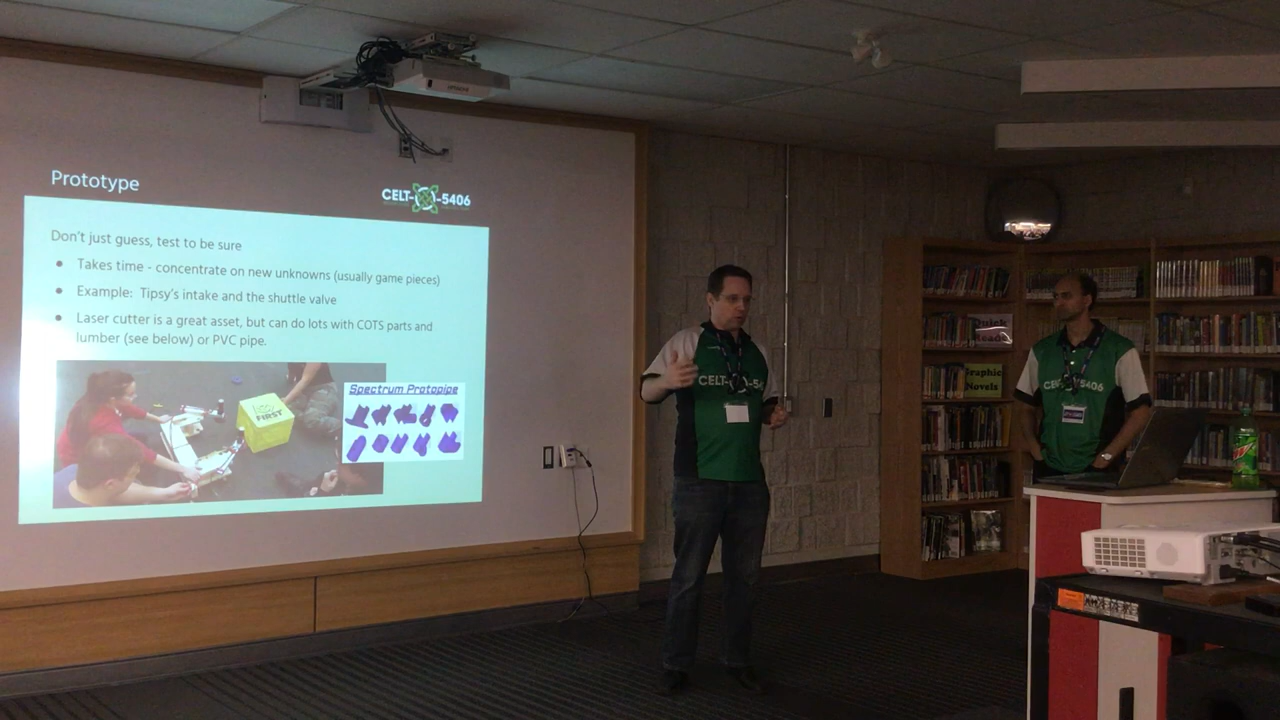 Prototype
CELT-X-5406
Don't just guess, test to be sure
● Takes time - concentrate on new unknowns (usually game pieces)
● Example: Tipsy's intake and the shuttle valve
● Laser cutter is a great asset, but can do lots with COTS parts and
lumber (see below) or PVC pipe.
FIRST
Spectrum Protopipe
CELT-X-54
CELT-X-5406
Quick
Graphic
Novels